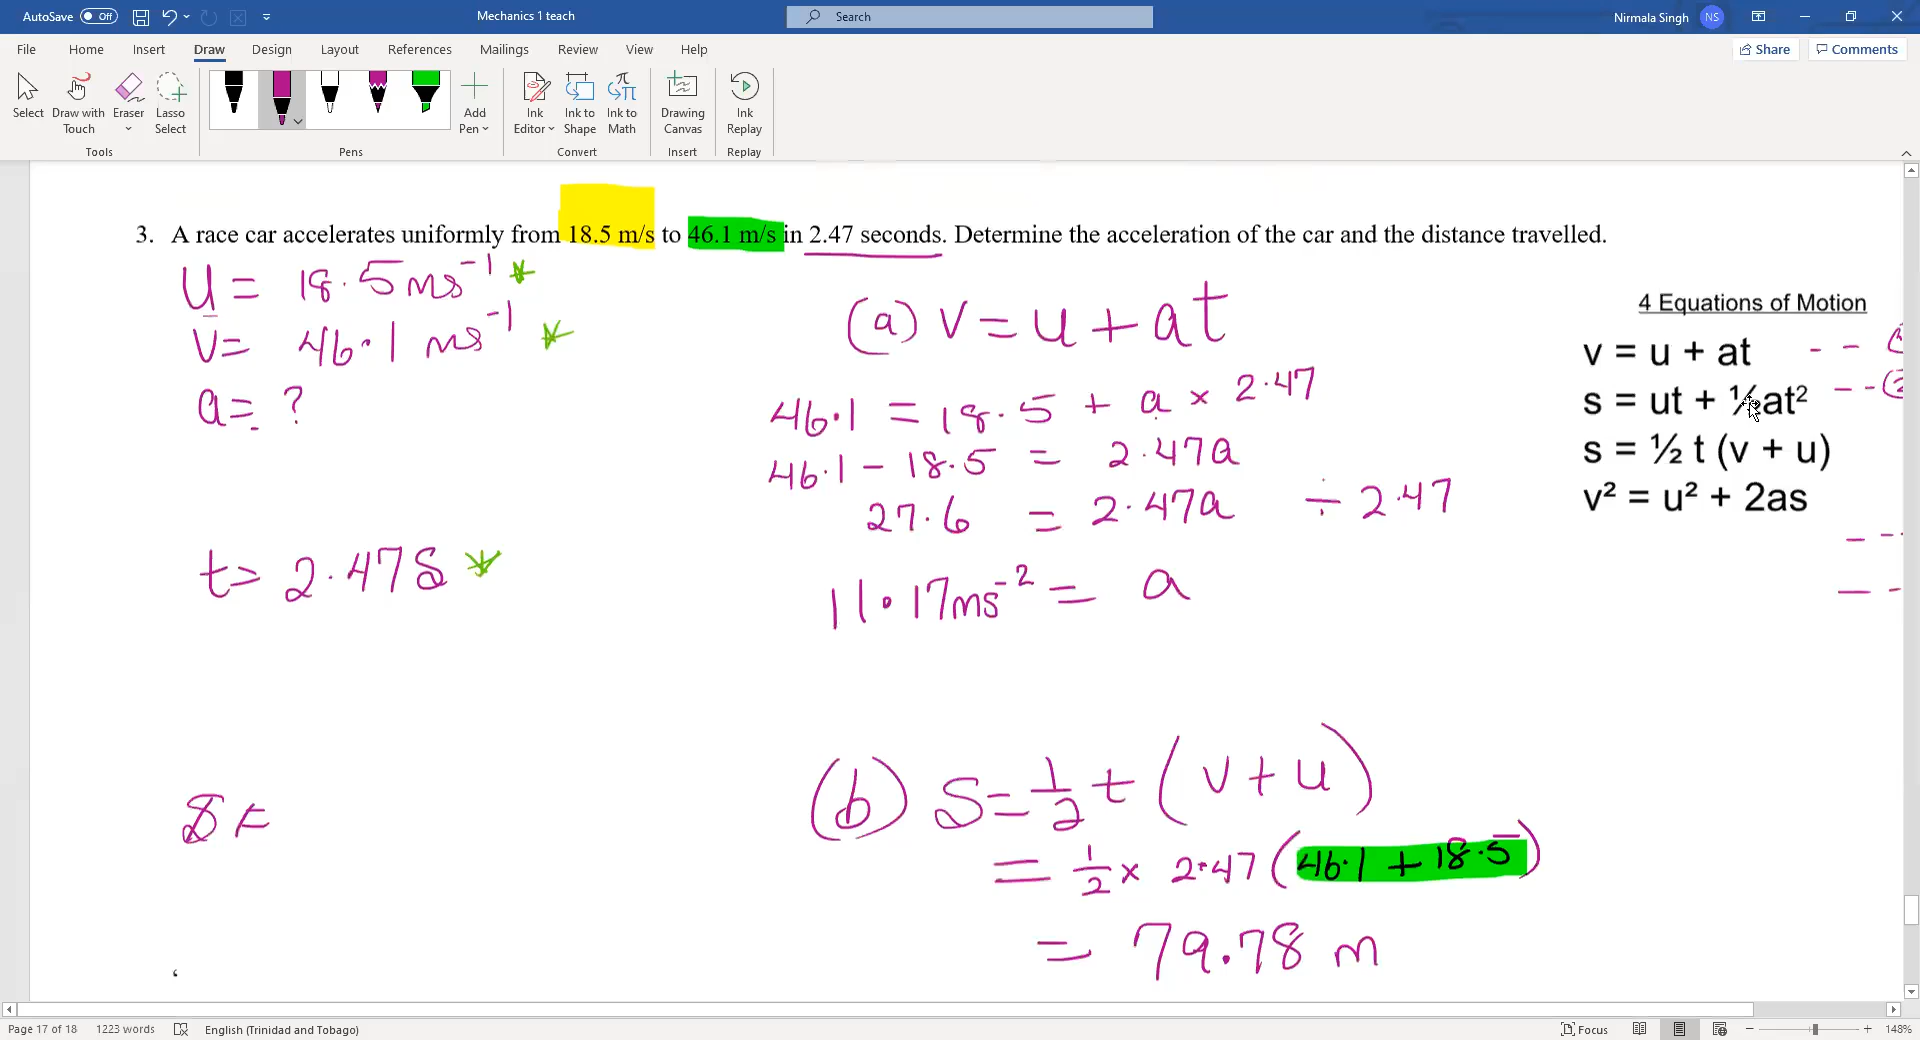 AutoSave Off
Mechanics 1 teach
Search
Nirmala Singh NS
File Home Insert Draw Design Layout References Mailings Review View Help
Share Comments
Select
Draw with Touch
Eraser
Lasso Select
Add Pen
Ink Editor
Ink to Shape
Ink to Math
Drawing Canvas
Ink Replay
Tools Pens Convert Insert Replay
3. A race car accelerates uniformly from 18.5 m/s to 46.1 m/s in 2.47 seconds. Determine the acceleration of the car and the distance travelled.
u = 18.5 ms⁻¹
v = 46.1 ms⁻¹
a = ?
t = 2.47 s
s =
(a) v = u + at
46.1 = 18.5 + a × 2.47
46.1 − 18.5 = 2.47a
27.6 = 2.47a ÷ 2.47
11.17 ms⁻² = a
(b) S = 1/2 t (v + u)
= 1/2 × 2.47 (46.1 + 18.5)
= 79.78 m
4 Equations of Motion
v = u + at
s = ut + ½at²
s = ½ t (v + u)
v² = u² + 2as
Page 17 of 18 1223 words English (Trinidad and Tobago)
Focus 148%